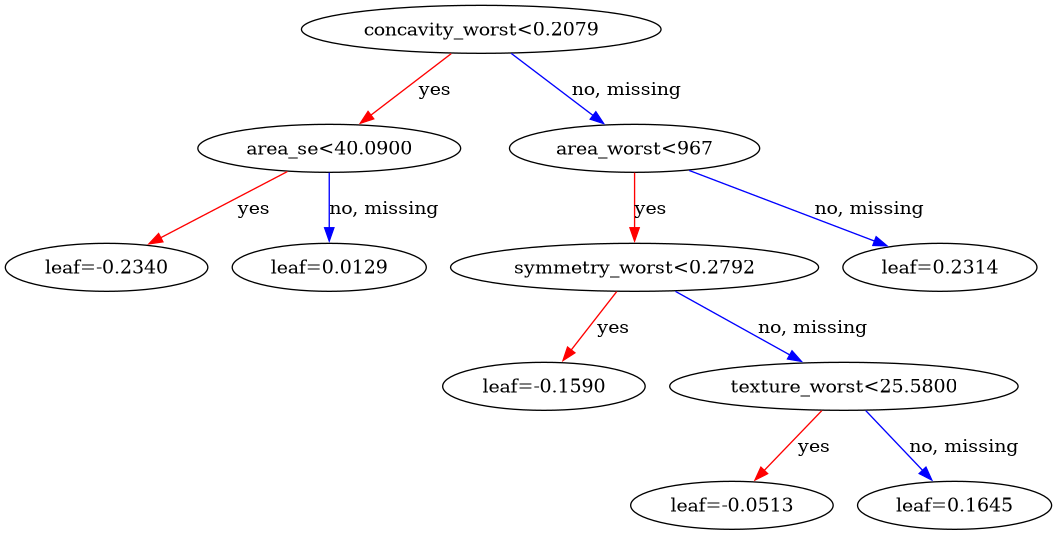 concavity_worst<0.2079
yes
no, missing
area_se<40.0900
area_worst<967
yes
no, missing
yes
no, missing
leaf=-0.2340
leaf=0.0129
symmetry_worst<0.2792
leaf=0.2314
yes
no, missing
leaf=-0.1590
texture_worst<25.5800
yes
no, missing
leaf=-0.0513
leaf=0.1645